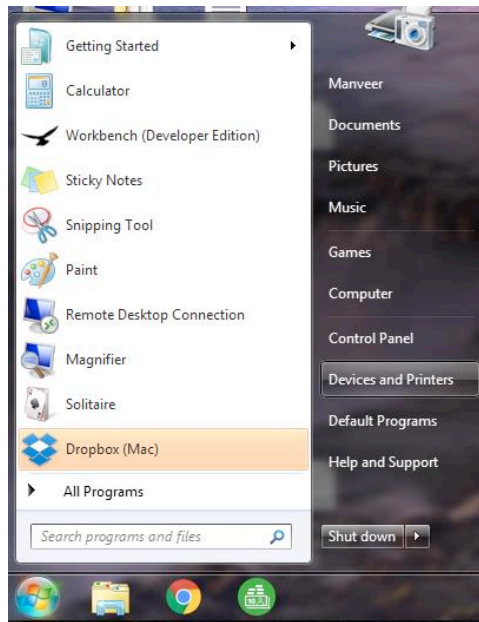 Getting Started
Calculator
Workbench (Developer Edition)
Sticky Notes
Snipping Tool
Paint
Remote Desktop Connection
Magnifier
Solitaire
Dropbox (Mac)
All Programs
Search programs and files
Manveer
Documents
Pictures
Music
Games
Computer
Control Panel
Devices and Printers
Default Programs
Help and Support
Shut down